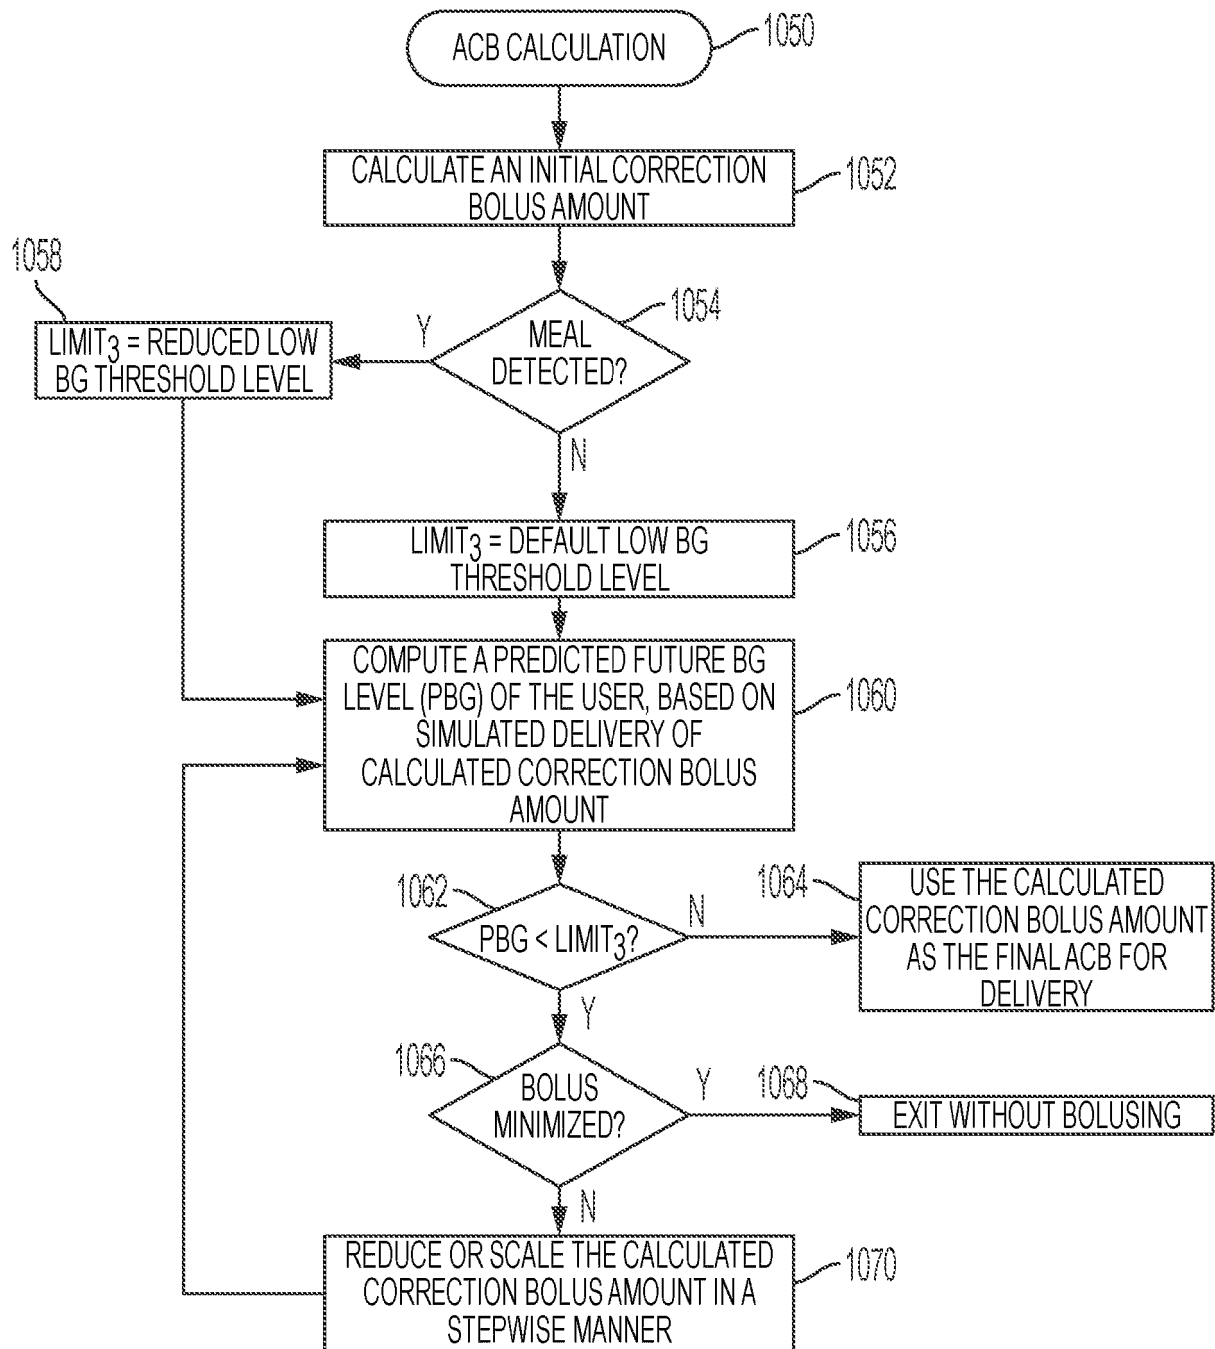 ACB CALCULATION
1050
CALCULATE AN INITIAL CORRECTION
BOLUS AMOUNT
1052
1058
LIMIT3 = REDUCED LOW
BG THRESHOLD LEVEL
Y
MEAL
DETECTED?
1054
N
LIMIT3 = DEFAULT LOW BG
THRESHOLD LEVEL
1056
COMPUTE A PREDICTED FUTURE BG
LEVEL (PBG) OF THE USER, BASED ON
SIMULATED DELIVERY OF
CALCULATED CORRECTION BOLUS
AMOUNT
1060
1062
PBG < LIMIT3?
N
1064
USE THE CALCULATED
CORRECTION BOLUS AMOUNT
AS THE FINAL ACB FOR
DELIVERY
Y
1066
BOLUS
MINIMIZED?
Y
1068
EXIT WITHOUT BOLUSING
N
REDUCE OR SCALE THE CALCULATED
CORRECTION BOLUS AMOUNT IN A
STEPWISE MANNER
1070